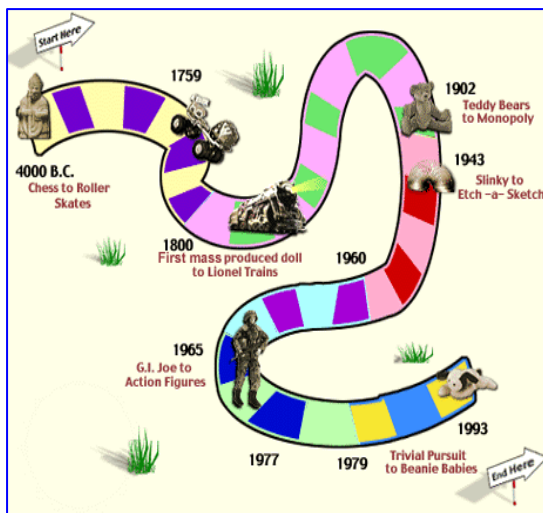 Start Here
1759
4000 B.C.
Chess to Roller
Skates
1800
First mass produced doll
to Lionel Trains
1902
Teddy Bears
to Monopoly
1943
Slinky to
Etch -a- Sketch
1960
1965
G.I. Joe to
Action Figures
1977
1979
Trivial Pursuit
to Beanie Babies
1993
End Here